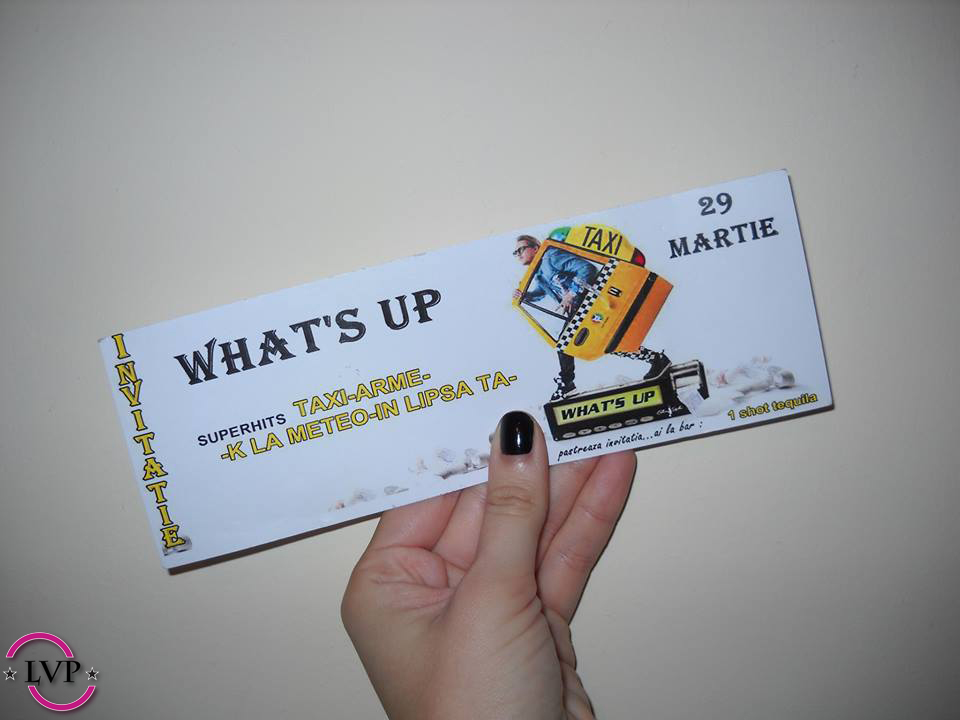 INVITATIE
WHAT'S UP
SUPERHITS TAXI-ARME-
-K LA METEO-IN LIPSA TA-
29
MARTIE
TAXI
WHAT'S UP
pastreaza invitatia...ai la bar :
1 shot tequila
LVP